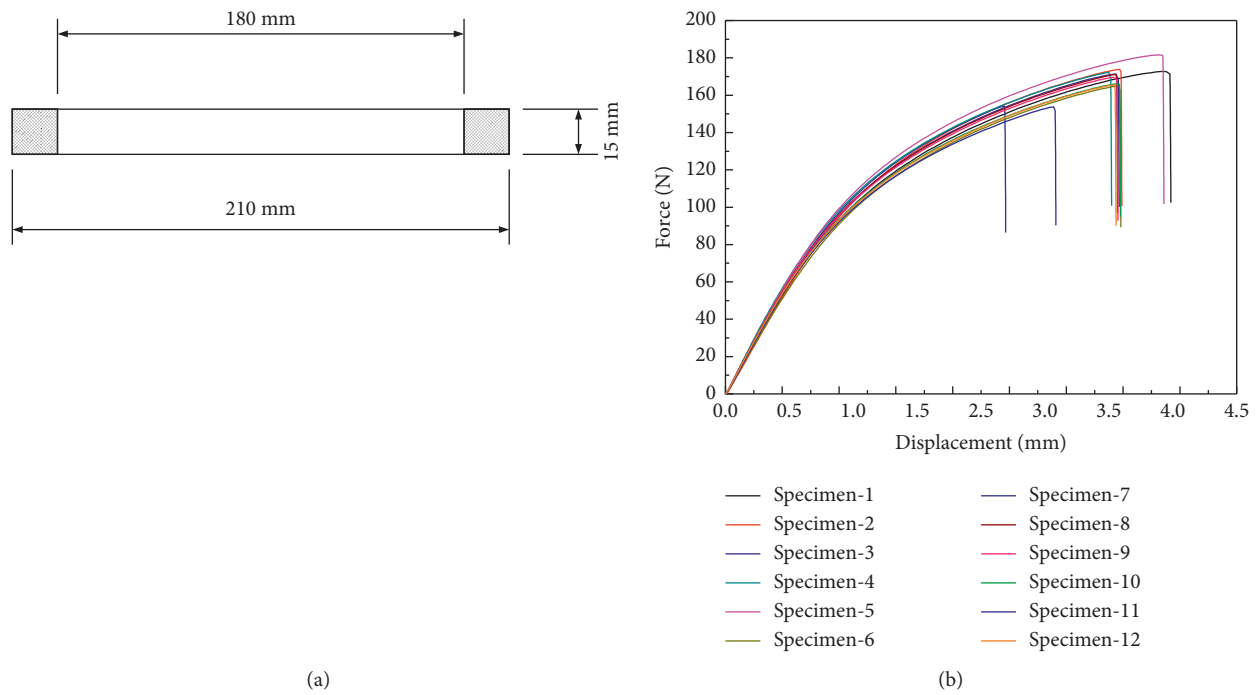 180 mm
15 mm
210 mm
(a)
200
180
160
140
120
100
80
60
40
20
0
Force (N)
0.0 0.5 1.0 1.5 2.5 3.0 3.5 4.0 4.5
Displacement (mm)
Specimen-1
Specimen-2
Specimen-3
Specimen-4
Specimen-5
Specimen-6
Specimen-7
Specimen-8
Specimen-9
Specimen-10
Specimen-11
Specimen-12
(b)